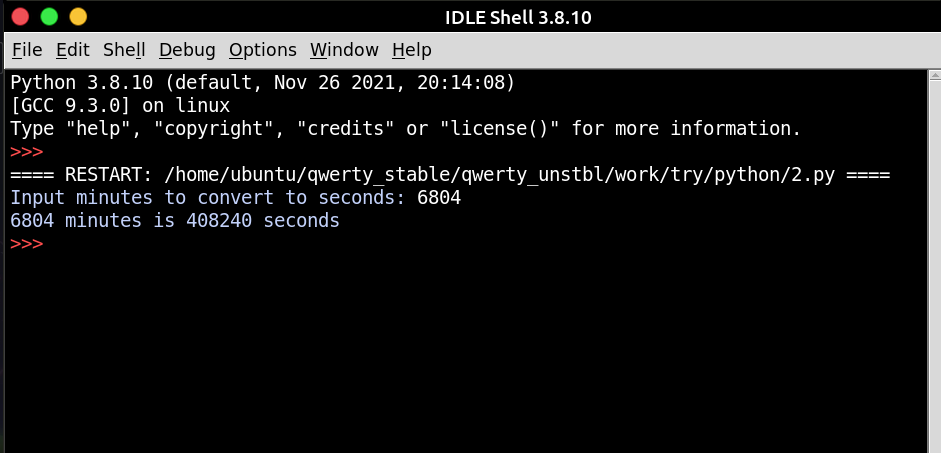 IDLE Shell 3.8.10
File Edit Shell Debug Options Window Help
Python 3.8.10 (default, Nov 26 2021, 20:14:08)
[GCC 9.3.0] on linux
Type "help", "copyright", "credits" or "license()" for more information.
>>>
==== RESTART: /home/ubuntu/qwerty_stable/qwerty_unstbl/work/try/python/2.py ====
Input minutes to convert to seconds: 6804
6804 minutes is 408240 seconds
>>>